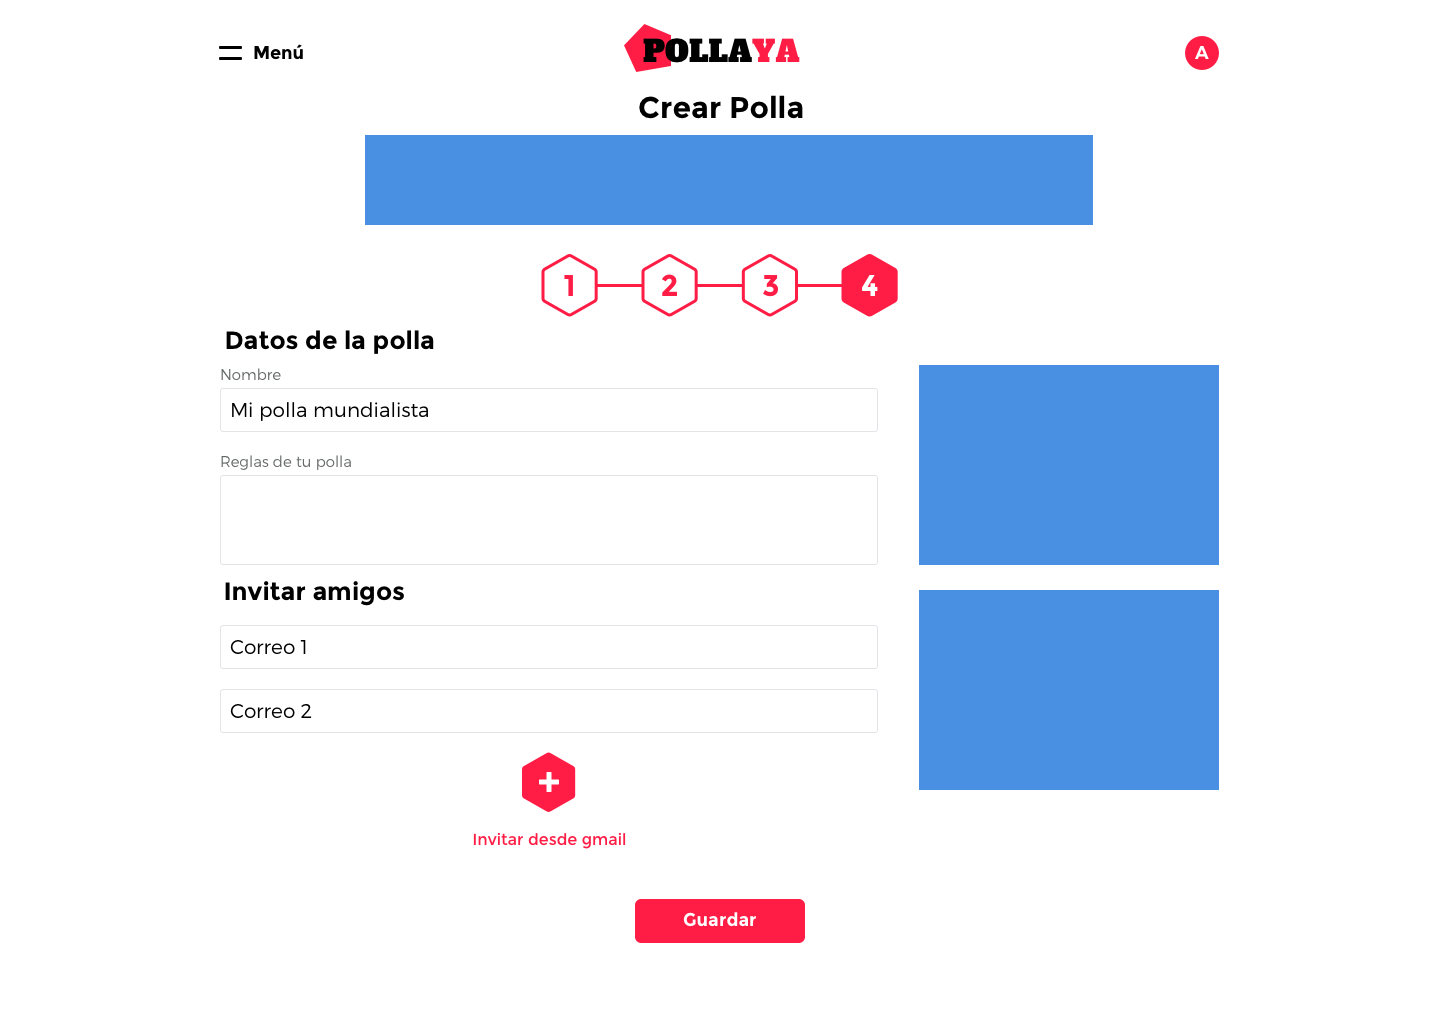 Menú
POLLAYA
A
Crear Polla
1 2 3 4
Datos de la polla
Nombre
Mi polla mundialista
Reglas de tu polla
Invitar amigos
Correo 1
Correo 2
+
Invitar desde gmail
Guardar